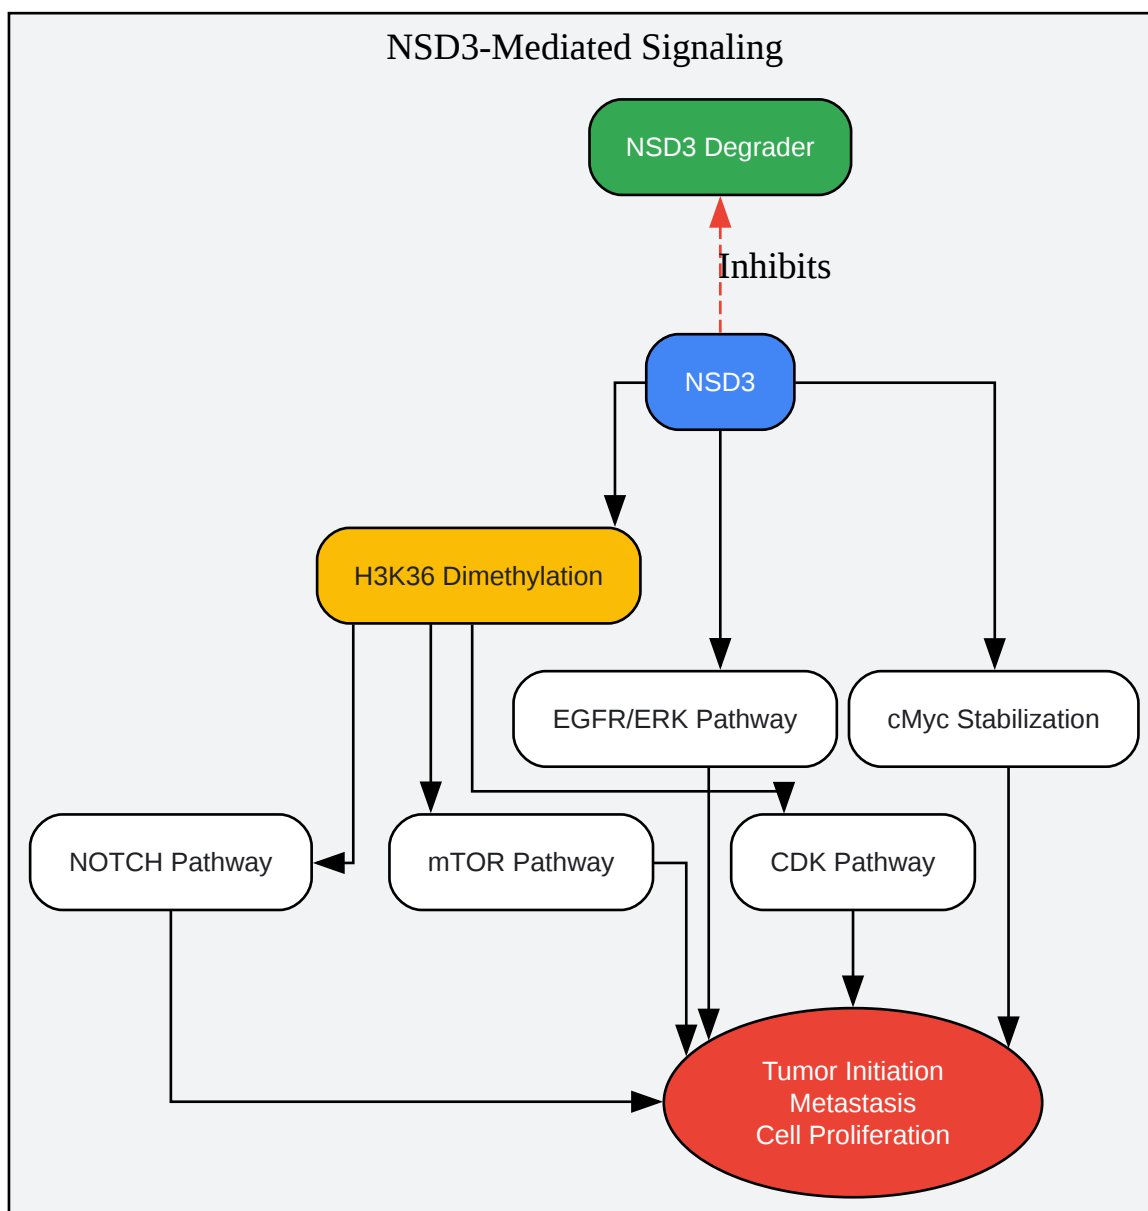 NSD3-Mediated Signaling
NSD3 Degrader
Inhibits
NSD3
H3K36 Dimethylation
EGFR/ERK Pathway
cMyc Stabilization
NOTCH Pathway
mTOR Pathway
CDK Pathway
Tumor Initiation
Metastasis
Cell Proliferation